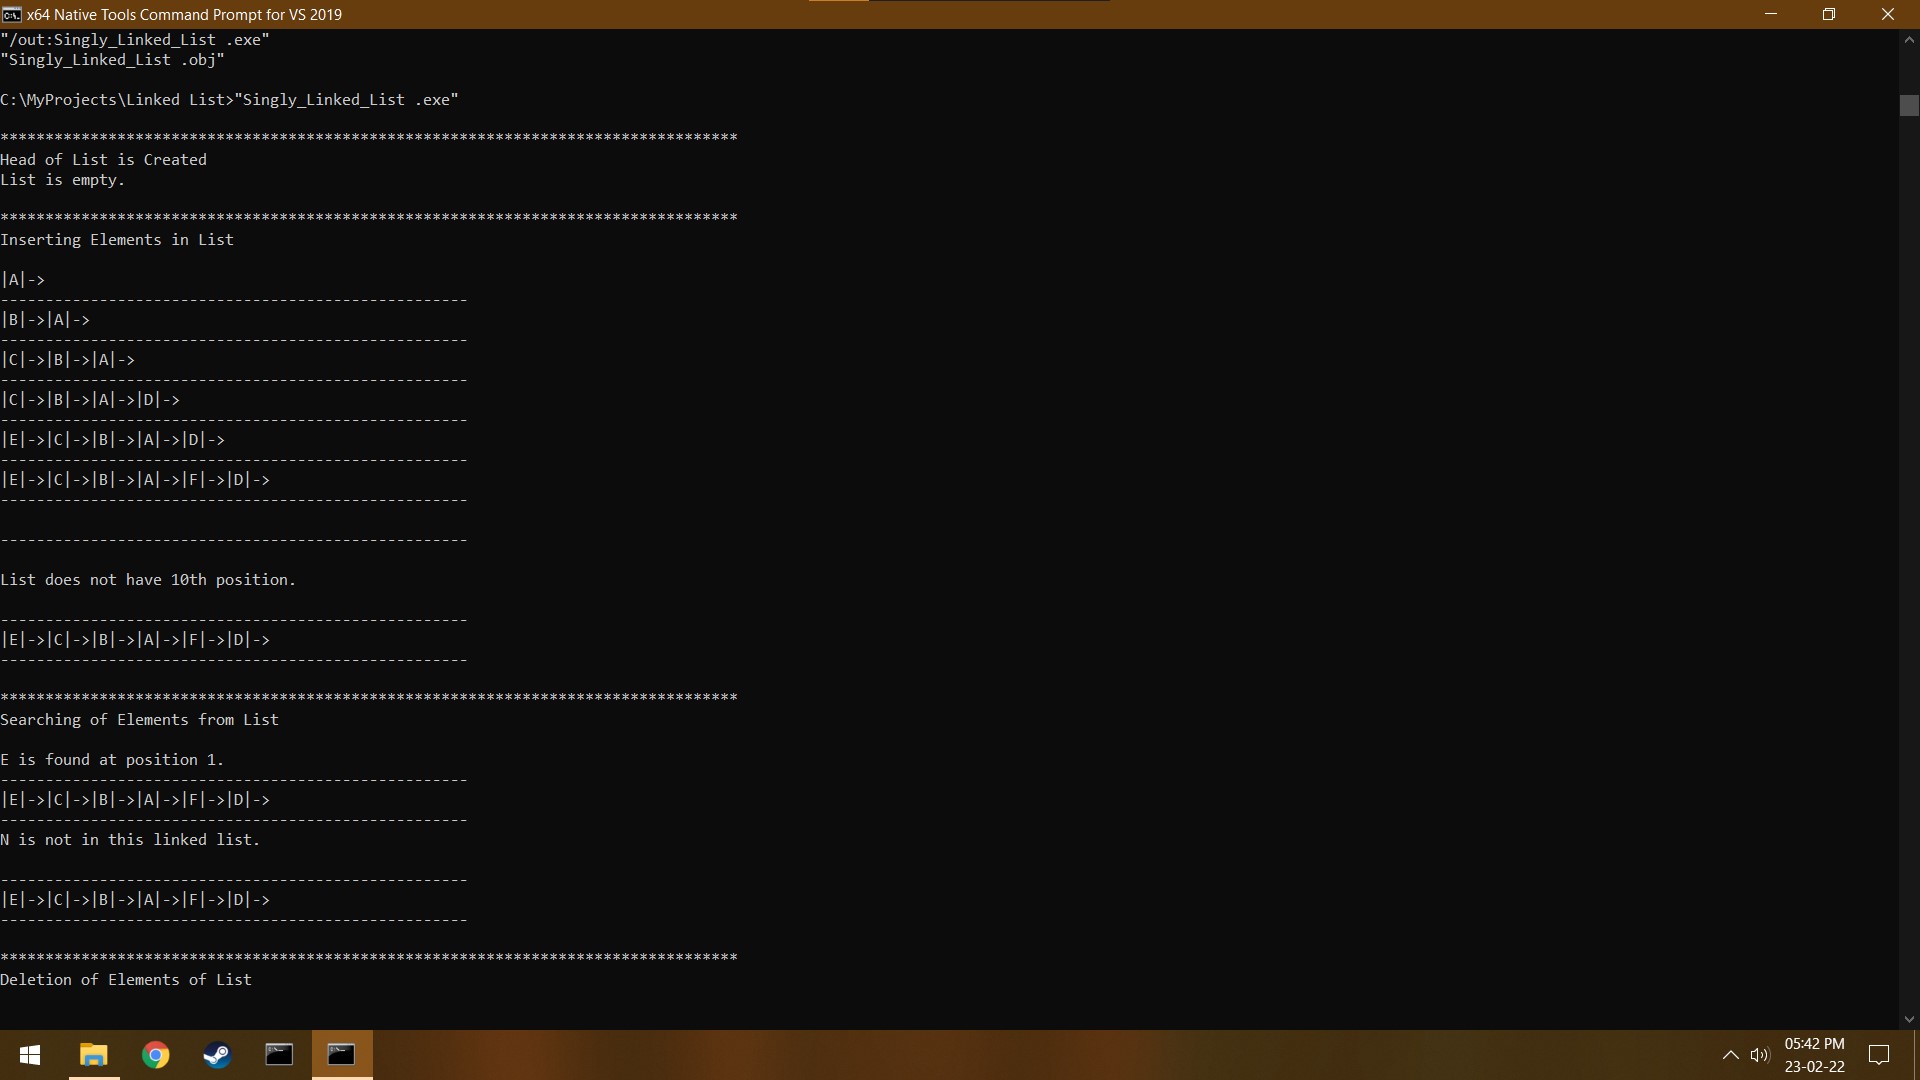 x64 Native Tools Command Prompt for VS 2019
"/out:Singly_Linked_List .exe"
"Singly_Linked_List .obj"
C:\MyProjects\Linked List>"Singly_Linked_List .exe"
**********************************************************************************
Head of List is Created
List is empty.
**********************************************************************************
Inserting Elements in List
|A|->
----------------------------------------------------
|B|->|A|->
----------------------------------------------------
|C|->|B|->|A|->
----------------------------------------------------
|C|->|B|->|A|->|D|->
----------------------------------------------------
|E|->|C|->|B|->|A|->|D|->
----------------------------------------------------
|E|->|C|->|B|->|A|->|F|->|D|->
----------------------------------------------------
----------------------------------------------------
List does not have 10th position.
----------------------------------------------------
|E|->|C|->|B|->|A|->|F|->|D|->
----------------------------------------------------
**********************************************************************************
Searching of Elements from List
E is found at position 1.
----------------------------------------------------
|E|->|C|->|B|->|A|->|F|->|D|->
----------------------------------------------------
N is not in this linked list.
----------------------------------------------------
|E|->|C|->|B|->|A|->|F|->|D|->
----------------------------------------------------
**********************************************************************************
Deletion of Elements of List
05:42 PM
23-02-22